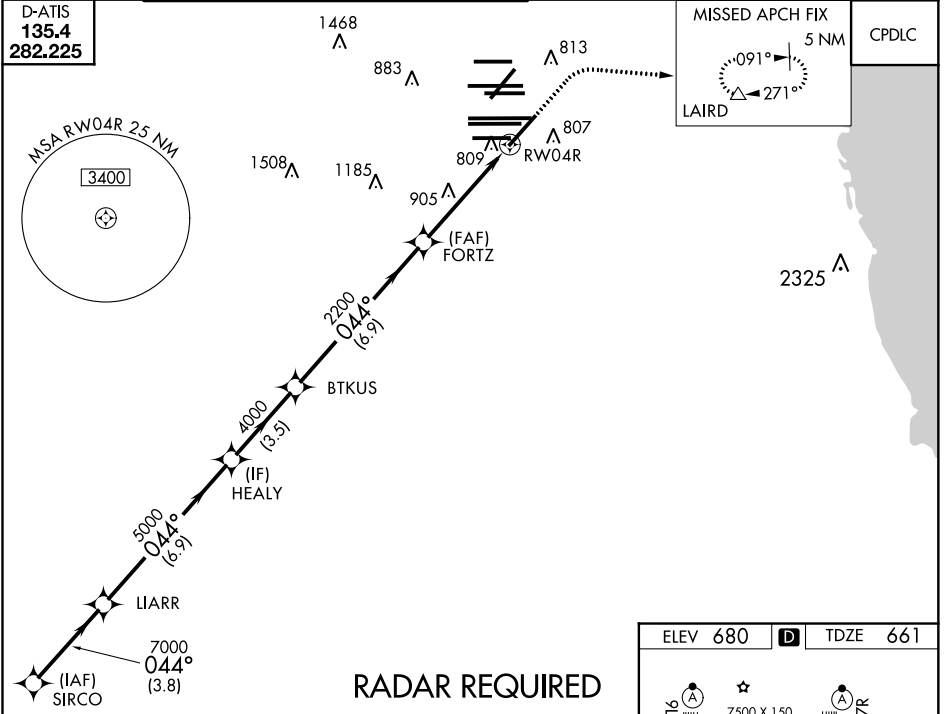 D-ATIS
135.4
282.225
1468
883
813
MISSED APCH FIX
5 NM
091°
271°
LAIRD
CPDLC
MSA RW04R 25 NM
3400
1508
1185
905
809
807
RW04R
(FAF)
FORTZ
2325
2200
044°
(6.9)
BTKUS
4000
(3.5)
(IF)
HEALY
5000
044°
(6.9)
LIARR
7000
044°
(3.8)
(IAF)
SIRCO
RADAR REQUIRED
ELEV 680 D TDZE 661
A
A
7500 X 150